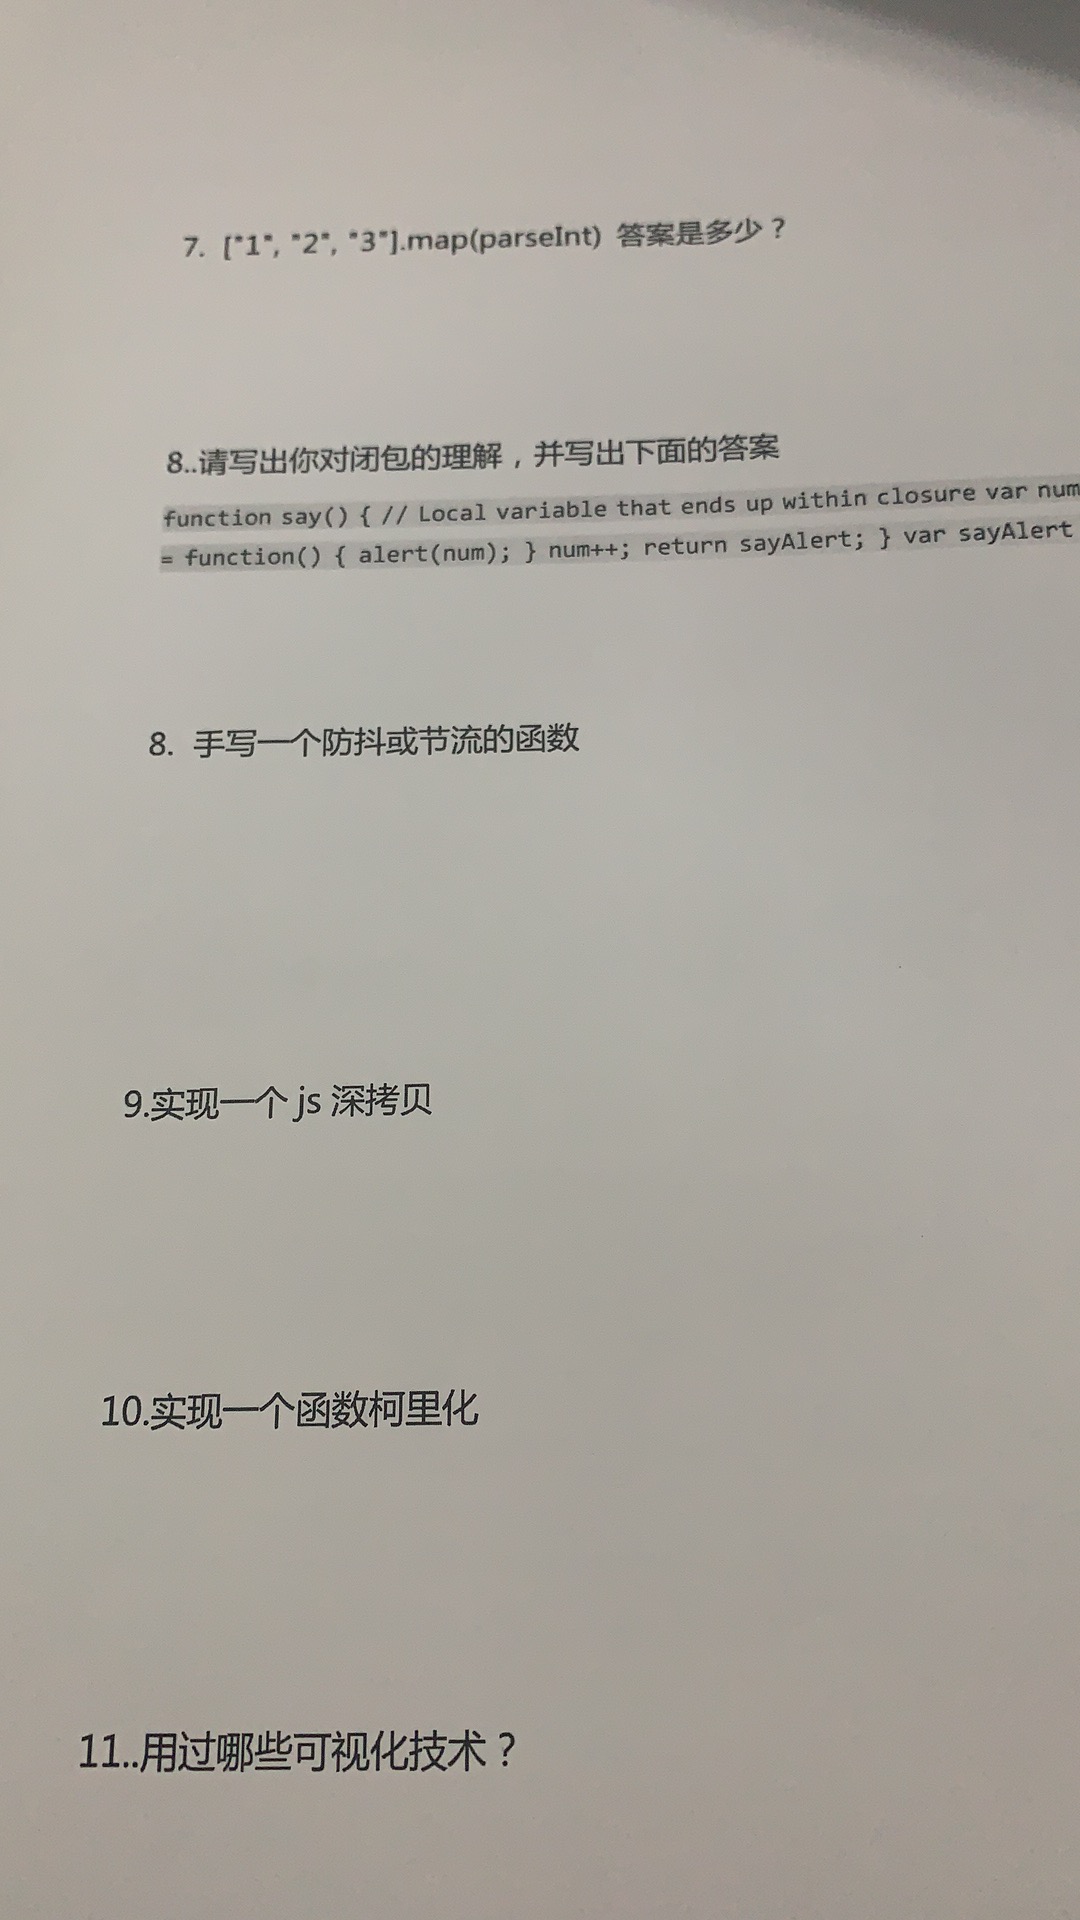 7. ["1", "2", "3"].map(parseInt) 答案是多少？
8..请写出你对闭包的理解，并写出下面的答案
function say() { // Local variable that ends up within closure var num
= function() { alert(num); } num++; return sayAlert; } var sayAlert
8. 手写一个防抖或节流的函数
9.实现一个 js 深拷贝
10.实现一个函数柯里化
11..用过哪些可视化技术？